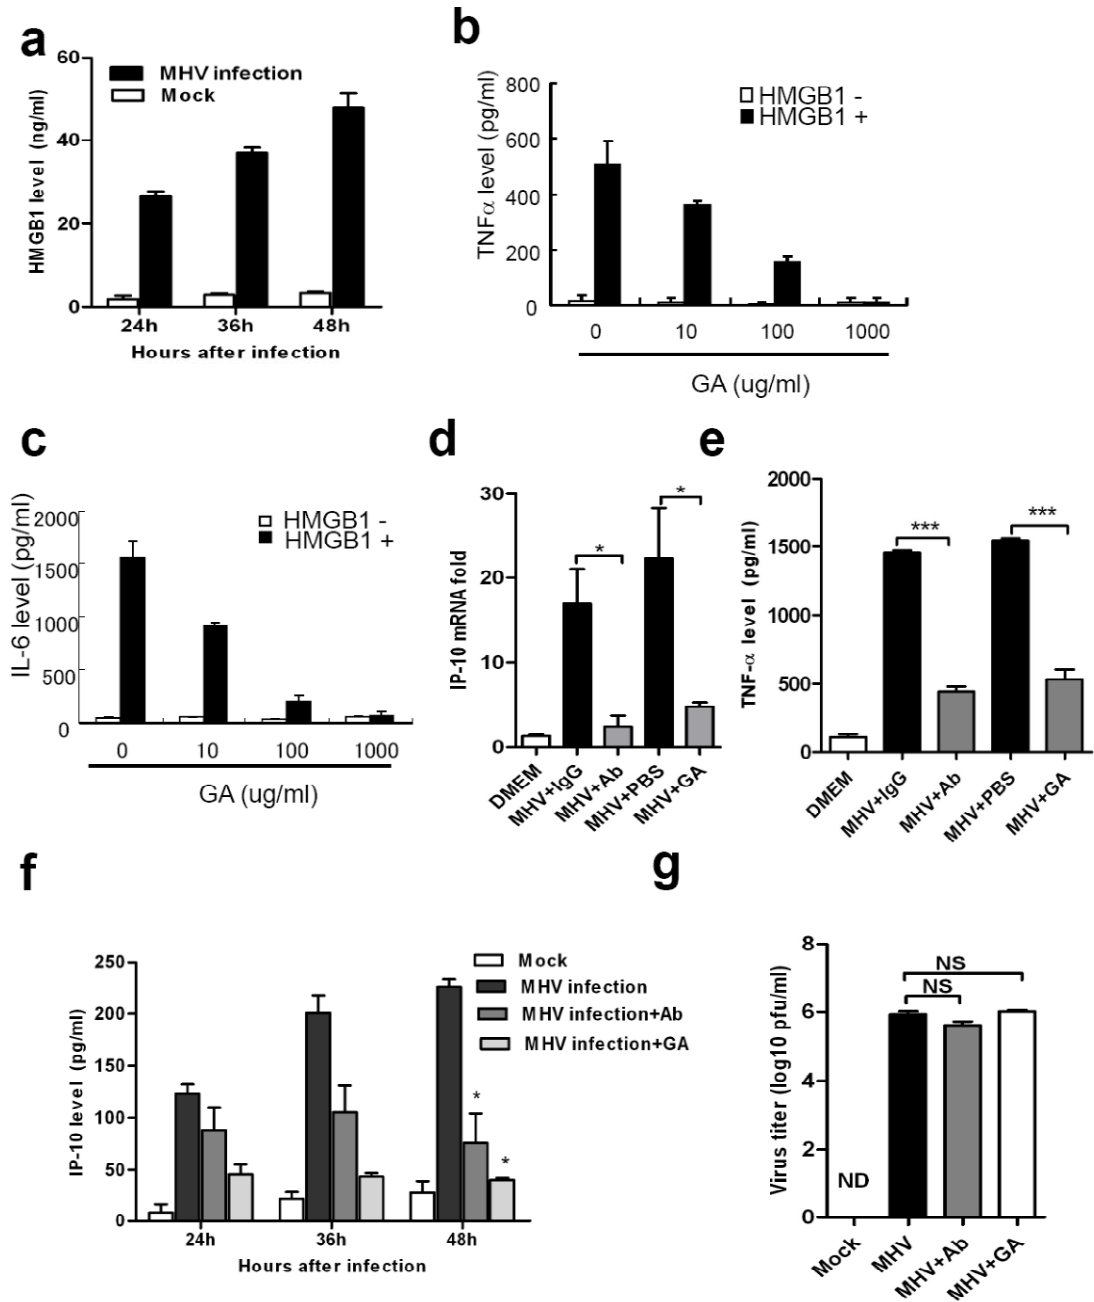 a
HMGB1 level (ng/ml)
60
40
20
0
MHV infection
Mock
24h 36h 48h
Hours after infection
b
TNFα level (pg/ml)
800
600
400
200
0
HMGB1 -
HMGB1 +
0 10 100 1000
GA (ug/ml)
c
IL-6 level (pg/ml)
2000
1500
1000
500
0
HMGB1 -
HMGB1 +
0 10 100 1000
GA (ug/ml)
d
IP-10 mRNA fold
30
20
10
0
* *
DMEM MHV+IgG MHV+Ab MHV+PBS MHV+GA
e
TNF-α level (pg/ml)
2000
1500
1000
500
0
*** ***
DMEM MHV+IgG MHV+Ab MHV+PBS MHV+GA
f
IP-10 level (pg/ml)
250
200
150
100
50
0
Mock
MHV infection
MHV infection+Ab
MHV infection+GA
*
*
24h 36h 48h
Hours after infection
g
Virus titer (log10 pfu/ml)
8
6
4
2
0
NS
NS
ND
Mock MHV MHV+Ab MHV+GA